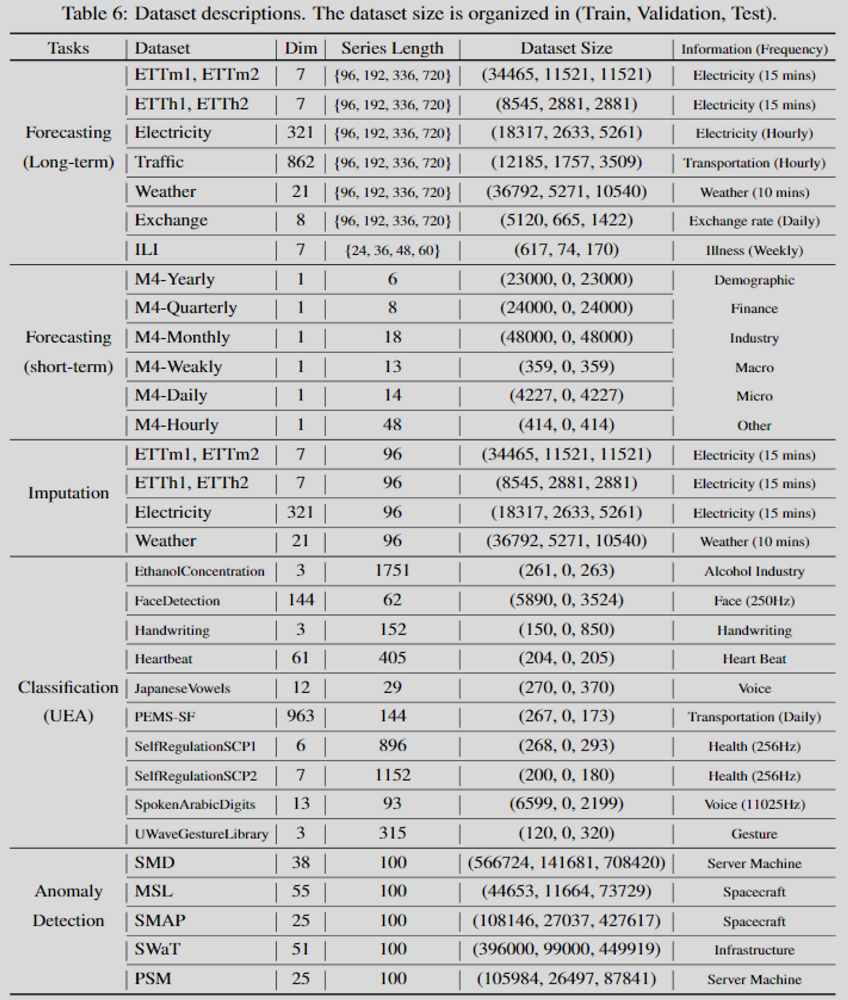 Table 6: Dataset descriptions. The dataset size is organized in (Train, Validation, Test).
Tasks Dataset Dim Series Length Dataset Size Information (Frequency)
ETTm1, ETTm2 7 {96, 192, 336, 720} (34465, 11521, 11521) Electricity (15 mins)
ETTh1, ETTh2 7 {96, 192, 336, 720} (8545, 2881, 2881) Electricity (15 mins)
Forecasting Electricity 321 {96, 192, 336, 720} (18317, 2633, 5261) Electricity (Hourly)
(Long-term) Traffic 862 {96, 192, 336, 720} (12185, 1757, 3509) Transportation (Hourly)
Weather 21 {96, 192, 336, 720} (36792, 5271, 10540) Weather (10 mins)
Exchange 8 {96, 192, 336, 720} (5120, 665, 1422) Exchange rate (Daily)
ILI 7 {24, 36, 48, 60} (617, 74, 170) Illness (Weekly)
M4-Yearly 1 6 (23000, 0, 23000) Demographic
M4-Quarterly 1 8 (24000, 0, 24000) Finance
Forecasting M4-Monthly 1 18 (48000, 0, 48000) Industry
(short-term) M4-Weakly 1 13 (359, 0, 359) Macro
M4-Daily 1 14 (4227, 0, 4227) Micro
M4-Hourly 1 48 (414, 0, 414) Other
ETTm1, ETTm2 7 96 (34465, 11521, 11521) Electricity (15 mins)
Imputation ETTh1, ETTh2 7 96 (8545, 2881, 2881) Electricity (15 mins)
Electricity 321 96 (18317, 2633, 5261) Electricity (15 mins)
Weather 21 96 (36792, 5271, 10540) Weather (10 mins)
EthanolConcentration 3 1751 (261, 0, 263) Alcohol Industry
FaceDetection 144 62 (5890, 0, 3524) Face (250Hz)
Handwriting 3 152 (150, 0, 850) Handwriting
Heartbeat 61 405 (204, 0, 205) Heart Beat
Classification JapaneseVowels 12 29 (270, 0, 370) Voice
(UEA) PEMS-SF 963 144 (267, 0, 173) Transportation (Daily)
SelfRegulationSCP1 6 896 (268, 0, 293) Health (256Hz)
SelfRegulationSCP2 7 1152 (200, 0, 180) Health (256Hz)
SpokenArabicDigits 13 93 (6599, 0, 2199) Voice (11025Hz)
UWaveGestureLibrary 3 315 (120, 0, 320) Gesture
SMD 38 100 (566724, 141681, 708420) Server Machine
Anomaly MSL 55 100 (44653, 11664, 73729) Spacecraft
Detection SMAP 25 100 (108146, 27037, 427617) Spacecraft
SWaT 51 100 (396000, 99000, 449919) Infrastructure
PSM 25 100 (105984, 26497, 87841) Server Machine